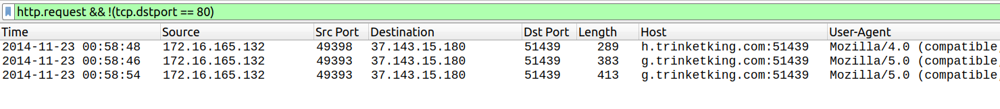 http.request && !(tcp.dstport == 80)
Time Source Src Port Destination Dst Port Length Host User-Agent
2014-11-23 00:58:48 172.16.165.132 49398 37.143.15.180 51439 289 h.trinketking.com:51439 Mozilla/4.0 (compatible,
2014-11-23 00:58:46 172.16.165.132 49393 37.143.15.180 51439 383 g.trinketking.com:51439 Mozilla/5.0 (compatible,
2014-11-23 00:58:54 172.16.165.132 49393 37.143.15.180 51439 413 g.trinketking.com:51439 Mozilla/5.0 (compatible,